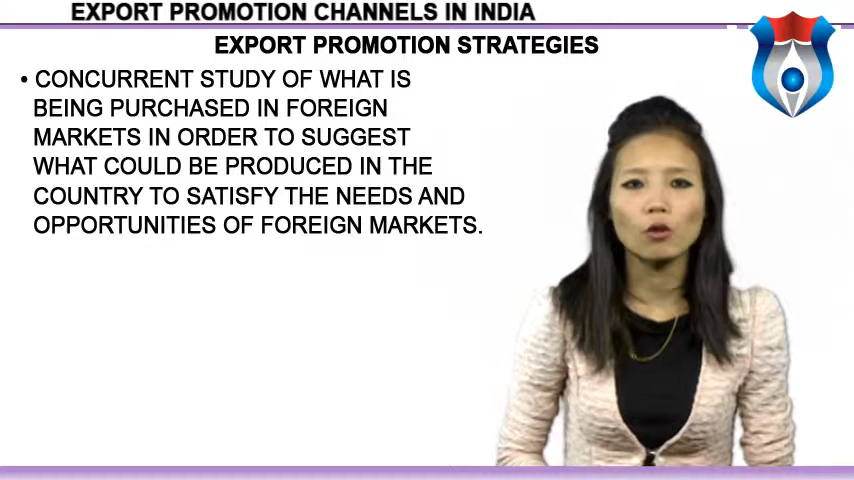 EXPORT PROMOTION CHANNELS IN INDIA
EXPORT PROMOTION STRATEGIES
• CONCURRENT STUDY OF WHAT IS
BEING PURCHASED IN FOREIGN
MARKETS IN ORDER TO SUGGEST
WHAT COULD BE PRODUCED IN THE
COUNTRY TO SATISFY THE NEEDS AND
OPPORTUNITIES OF FOREIGN MARKETS.